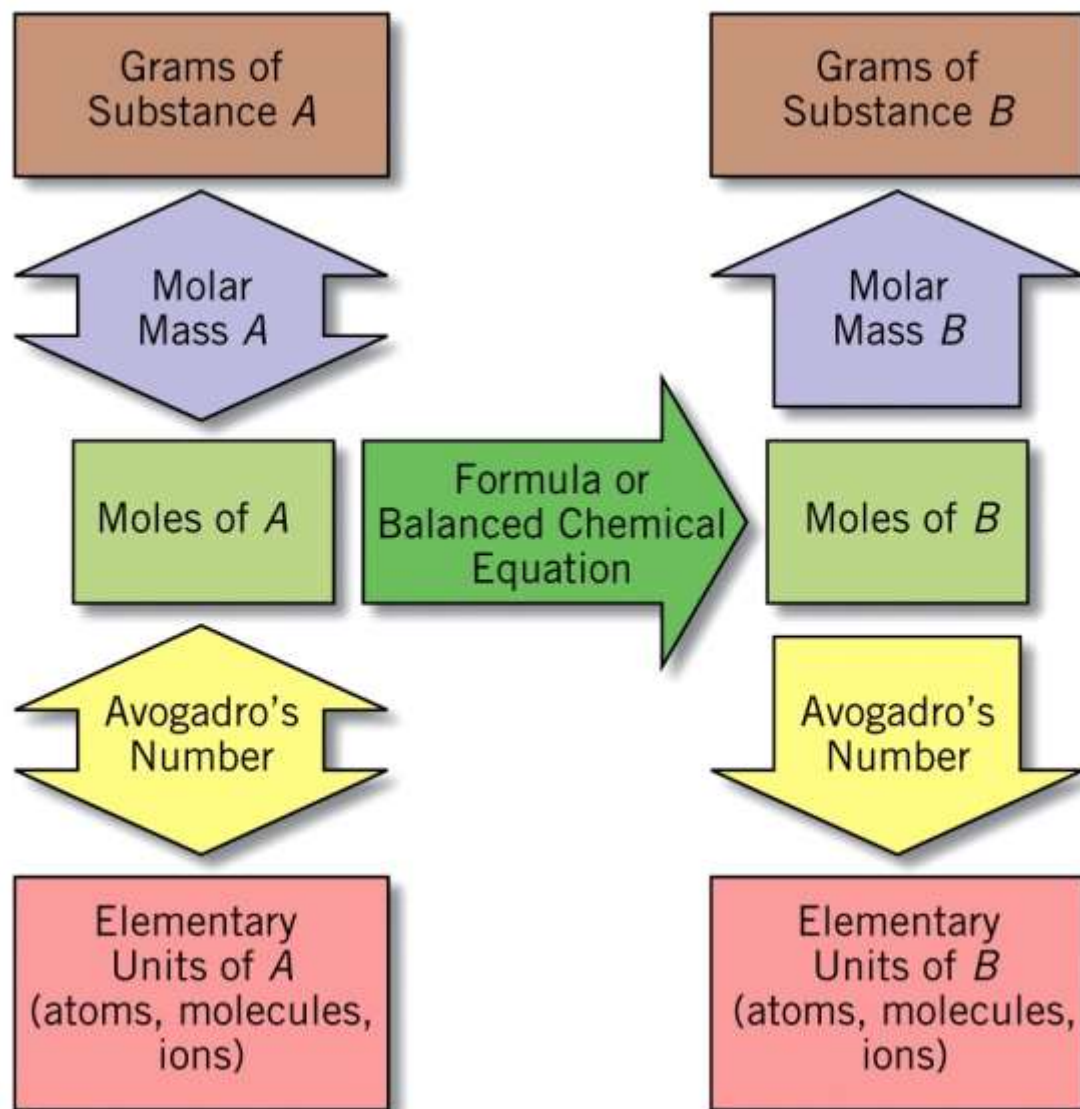 Grams of
Substance A
Grams of
Substance B
Molar
Mass A
Molar
Mass B
Moles of A
Formula or
Balanced Chemical
Equation
Moles of B
Avogadro's
Number
Avogadro's
Number
Elementary
Units of A
(atoms, molecules,
ions)
Elementary
Units of B
(atoms, molecules,
ions)